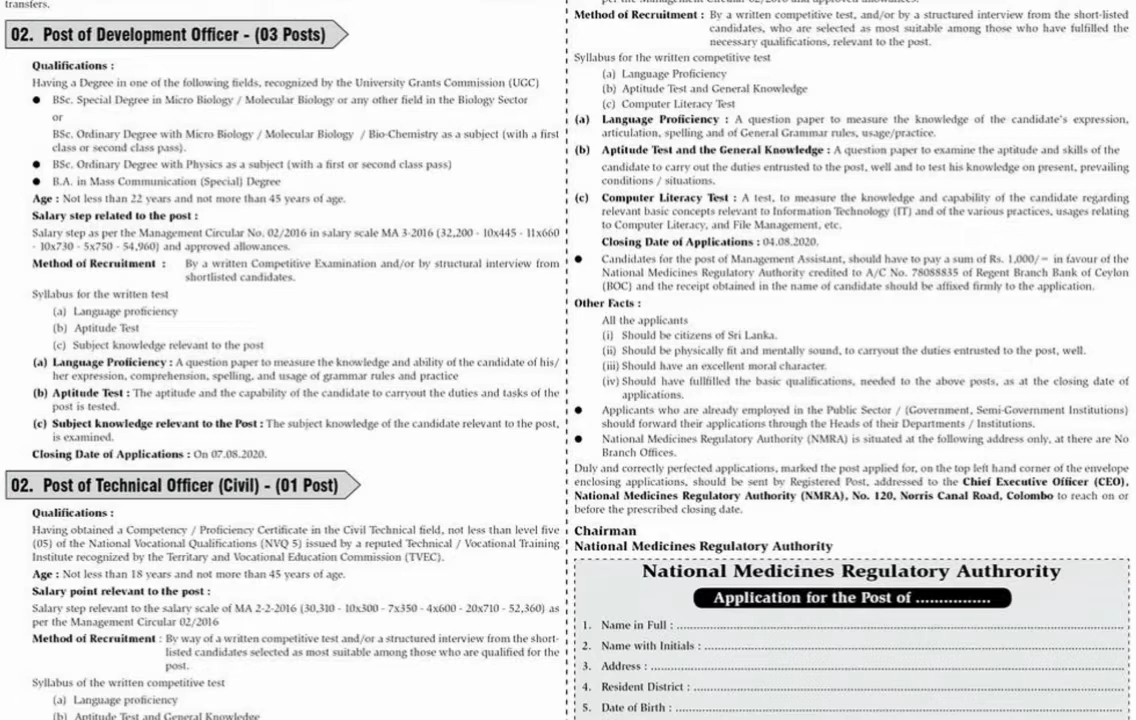 transfers.
02. Post of Development Officer - (03 Posts)
Qualifications :
Having a Degree in one of the following fields, recognized by the University Grants Commission (UGC)
● BSc. Special Degree in Micro Biology / Molecular Biology or any other field in the Biology Sector
or
BSc. Ordinary Degree with Micro Biology / Molecular Biology / Bio-Chemistry as a subject (with a first
class or second class pass).
● BSc. Ordinary Degree with Physics as a subject (with a first or second class pass)
● B.A. in Mass Communication (Special) Degree
Age : Not less than 22 years and not more than 45 years of age.
Salary step related to the post :
Salary step as per the Management Circular No. 02/2016 in salary scale MA 3-2016 (32,200 - 10x445 - 11x660
- 10x730 - 5x750 - 54,960) and approved allowances.
Method of Recruitment : By a written Competitive Examination and/or by structural interview from
shortlisted candidates.
Syllabus for the written test
(a) Language proficiency
(b) Aptitude Test
(c) Subject knowledge relevant to the post
(a) Language Proficiency : A question paper to measure the knowledge and ability of the candidate of his/
her expression, comprehension, spelling, and usage of grammar rules and practice
(b) Aptitude Test : The aptitude and the capability of the candidate to carryout the duties and tasks of the
post is tested.
(c) Subject knowledge relevant to the Post : The subject knowledge of the candidate relevant to the post,
is examined.
Closing Date of Applications : On 07.08.2020.
02. Post of Technical Officer (Civil) - (01 Post)
Qualifications :
Having obtained a Competency / Proficiency Certificate in the Civil Technical field, not less than level five
(05) of the National Vocational Qualifications (NVQ 5) issued by a reputed Technical / Vocational Training
Institute recognized by the Territary and Vocational Education Commission (TVEC).
Age : Not less than 18 years and not more than 45 years of age.
Salary point relevant to the post :
Salary step relevant to the salary scale of MA 2-2-2016 (30,310 - 10x300 - 7x350 - 4x600 - 20x710 - 52,360) as
per the Management Circular 02/2016
Method of Recruitment : By way of a written competitive test and/or a structured interview from the short-
listed candidates selected as most suitable among those who are qualified for the
post.
Syllabus of the written competitive test
(a) Language proficiency
(b) Aptitude Test and General Knowledge
per the Management Circular 02/2016 and approved allowances.
Method of Recruitment : By a written competitive test, and/or by a structured interview from the short-listed
candidates, who are selected as most suitable among those who have fulfilled the
necessary qualifications, relevant to the post.
Syllabus for the written competitive test
(a) Language Proficiency
(b) Aptitude Test and General Knowledge
(c) Computer Literacy Test
(a) Language Proficiency : A question paper to measure the knowledge of the candidate's expression,
articulation, spelling and of General Grammar rules, usage/practice.
(b) Aptitude Test and the General Knowledge : A question paper to examine the aptitude and skills of the
candidate to carry out the duties entrusted to the post, well and to test his knowledge on present, prevailing
conditions / situations.
(c) Computer Literacy Test : A test, to measure the knowledge and capability of the candidate regarding
relevant basic concepts relevant to Information Technology (IT) and of the various practices, usages relating
to Computer Literacy, and File Management, etc.
Closing Date of Applications : 04.08.2020.
● Candidates for the post of Management Assistant, should have to pay a sum of Rs. 1,000/= in favour of the
National Medicines Regulatory Authority credited to A/C No. 78088835 of Regent Branch Bank of Ceylon
(BOC) and the receipt obtained in the name of candidate should be affixed firmly to the application.
Other Facts :
All the applicants
(i) Should be citizens of Sri Lanka.
(ii) Should be physically fit and mentally sound, to carryout the duties entrusted to the post, well.
(iii) Should have an excellent moral character.
(iv) Should have fullfilled the basic qualifications, needed to the above posts, as at the closing date of
applications.
● Applicants who are already employed in the Public Sector / (Government, Semi-Government Institutions)
should forward their applications through the Heads of their Departments / Institutions.
● National Medicines Regulatory Authority (NMRA) is situated at the following address only, at there are No
Branch Offices.
Duly and correctly perfected applications, marked the post applied for, on the top left hand corner of the envelope
enclosing applications, should be sent by Registered Post, addressed to the Chief Executive Officer (CEO),
National Medicines Regulatory Authority (NMRA), No. 120, Norris Canal Road, Colombo to reach on or
before the prescribed closing date.
Chairman
National Medicines Regulatory Authority
National Medicines Regulatory Authrority
Application for the Post of ................
1. Name in Full : ....................
2. Name with Initials : ....................
3. Address : ....................
4. Resident District : ....................
5. Date of Birth : ....................